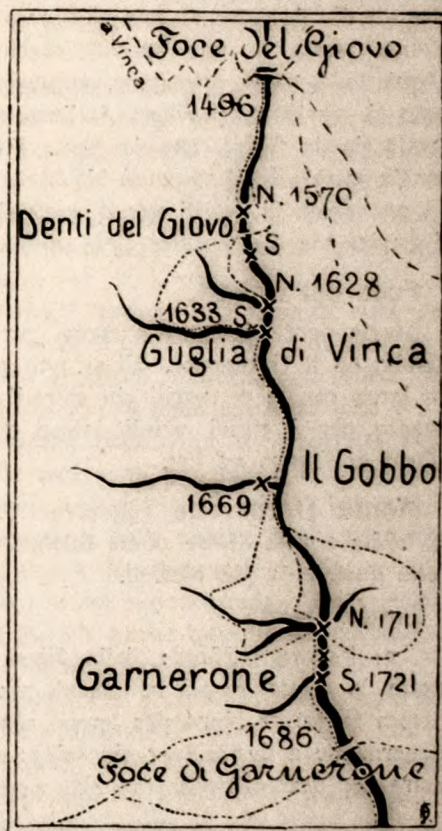 a Vinca
Foce del Giovo
1496
N. 1570
Denti del Giovo
S
N. 1628
1633 S.
Guglia di Vinca
Il Gobbo
1669
N. 1711
Garnerone
S. 1721
1686
Foce di Garnerone